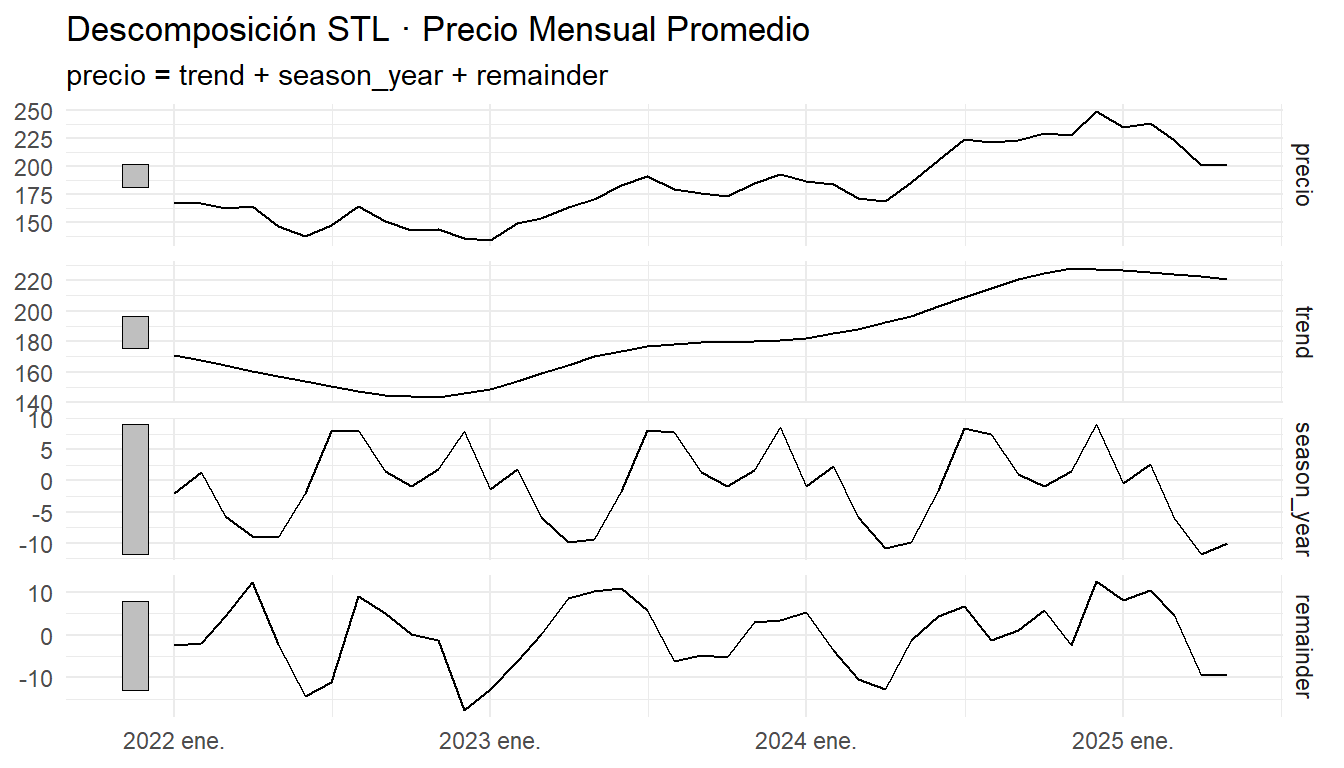 Descomposición STL · Precio Mensual Promedio
precio = trend + season_year + remainder
250
225
200
175
150
precio
220
200
180
160
140
trend
10
5
0
-5
-10
season_year
10
0
-10
remainder
2022 ene.
2023 ene.
2024 ene.
2025 ene.